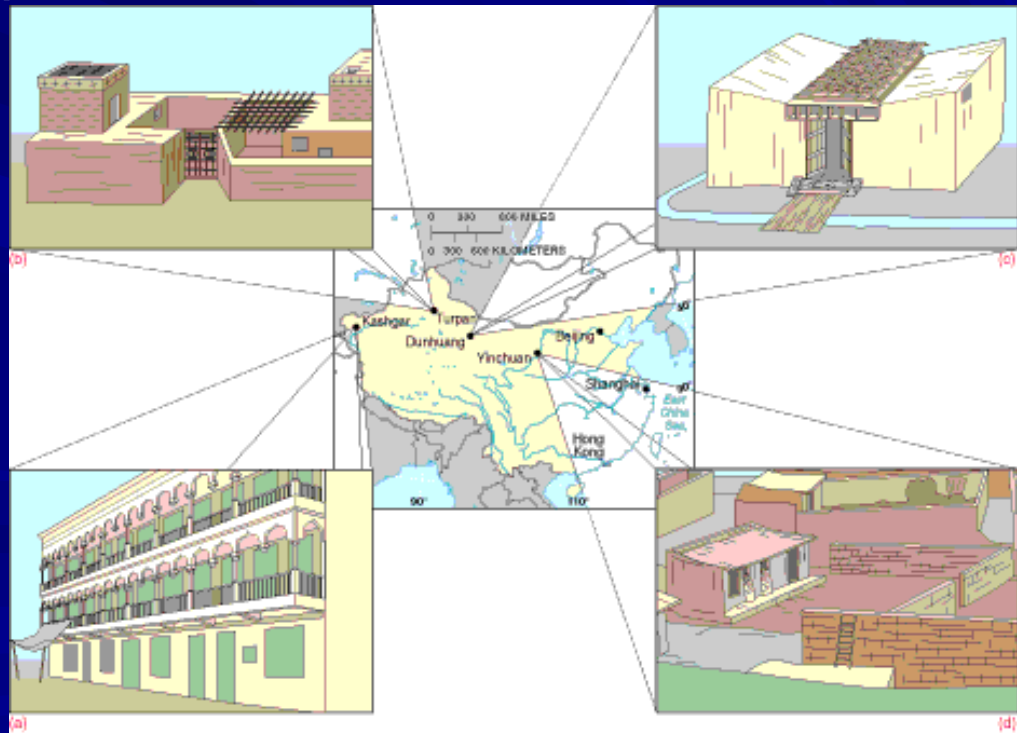 (b)
(c)
0 300 600 MILES
0 300 600 KILOMETERS
Kashgar
Turpan
Dunhuang
Beijing
Yinchuan
Shanghai
East
China
Sea
Hong
Kong
30°
90°
110°
(a)
(d)